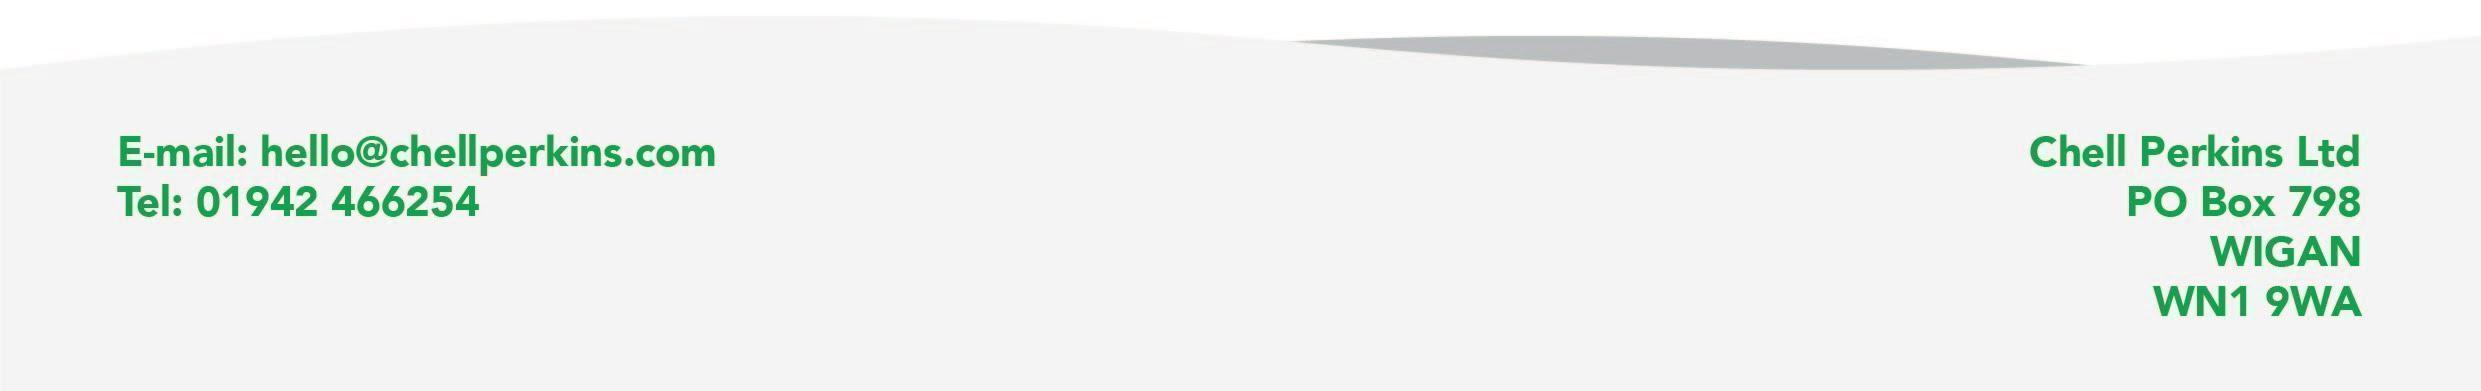 E-mail: hello@chellperkins.com
Tel: 01942 466254
Chell Perkins Ltd
PO Box 798
WIGAN
WN1 9WA